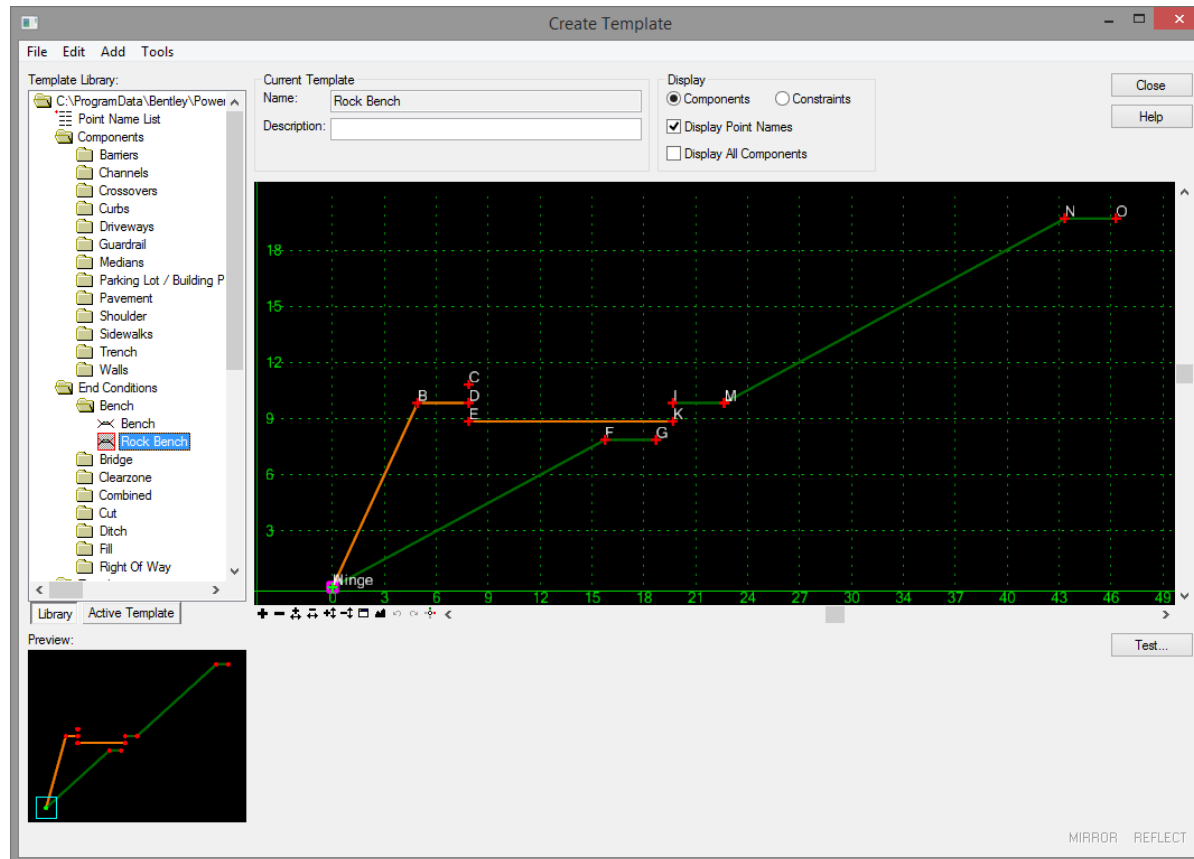 Create Template
File Edit Add Tools
Template Library:
C:\ProgramData\Bentley\Power
Point Name List
Components
Barriers
Channels
Crossovers
Curbs
Driveways
Guardrail
Medians
Parking Lot / Building P
Pavement
Shoulder
Sidewalks
Trench
Walls
End Conditions
Bench
Bench
Rock Bench
Bridge
Clearzone
Combined
Cut
Ditch
Fill
Right Of Way
Library Active Template
Current Template
Name: Rock Bench
Description:
Display
Components Constraints
Display Point Names
Display All Components
Close
Help
N O
18
15
12
C
B D I M
9 E K
F G
6
3
Hinge
0 3 6 9 12 15 18 21 24 27 30 34 37 40 43 46 49
Preview:
Test...
MIRROR REFLECT